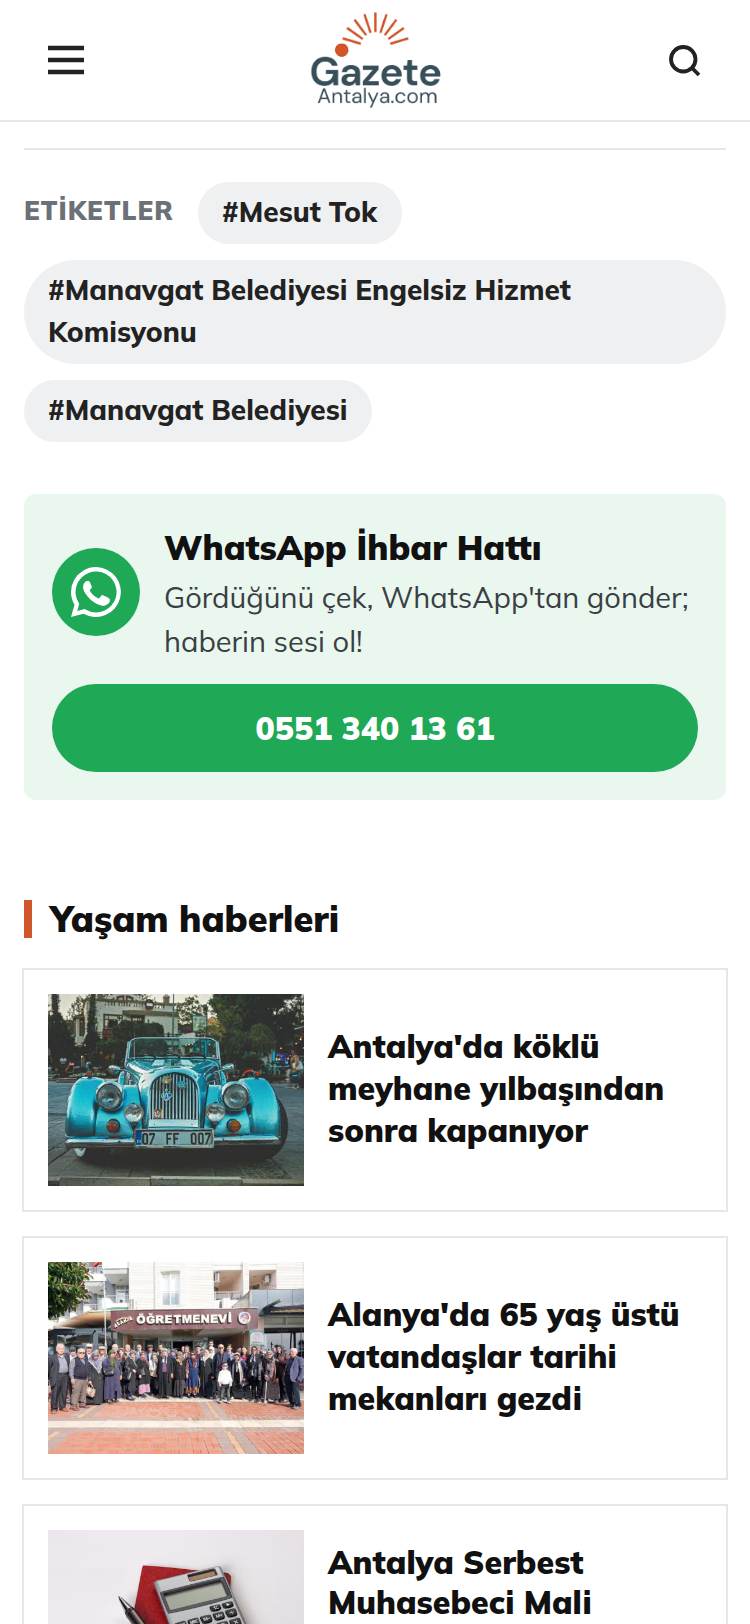 Gazete
Antalya.com
ETİKETLER
#Mesut Tok
#Manavgat Belediyesi Engelsiz Hizmet
Komisyonu
#Manavgat Belediyesi
WhatsApp İhbar Hattı
Gördüğünü çek, WhatsApp'tan gönder;
haberin sesi ol!
0551 340 13 61
Yaşam haberleri
07 FF 007
Antalya'da köklü
meyhane yılbaşından
sonra kapanıyor
ÖĞRETMENEVİ
Alanya'da 65 yaş üstü
vatandaşlar tarihi
mekanları gezdi
Antalya Serbest
Muhasebeci Mali